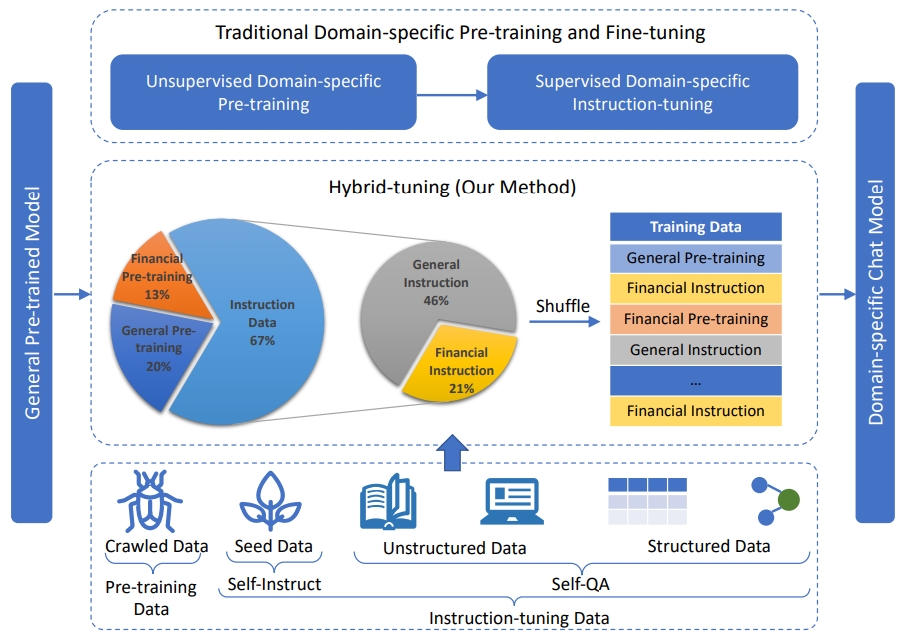 Traditional Domain-specific Pre-training and Fine-tuning
Unsupervised Domain-specific
Pre-training
Supervised Domain-specific
Instruction-tuning
General Pre-trained Model
Hybrid-tuning (Our Method)
Financial
Pre-training
13%
General Pre-
training
20%
Instruction
Data
67%
General
Instruction
46%
Financial
Instruction
21%
Shuffle
Training Data
General Pre-training
Financial Instruction
Financial Pre-training
General Instruction
...
Financial Instruction
Domain-specific Chat Model
Crawled Data
Seed Data
Unstructured Data
Structured Data
Pre-training
Data
Self-Instruct
Self-QA
Instruction-tuning Data